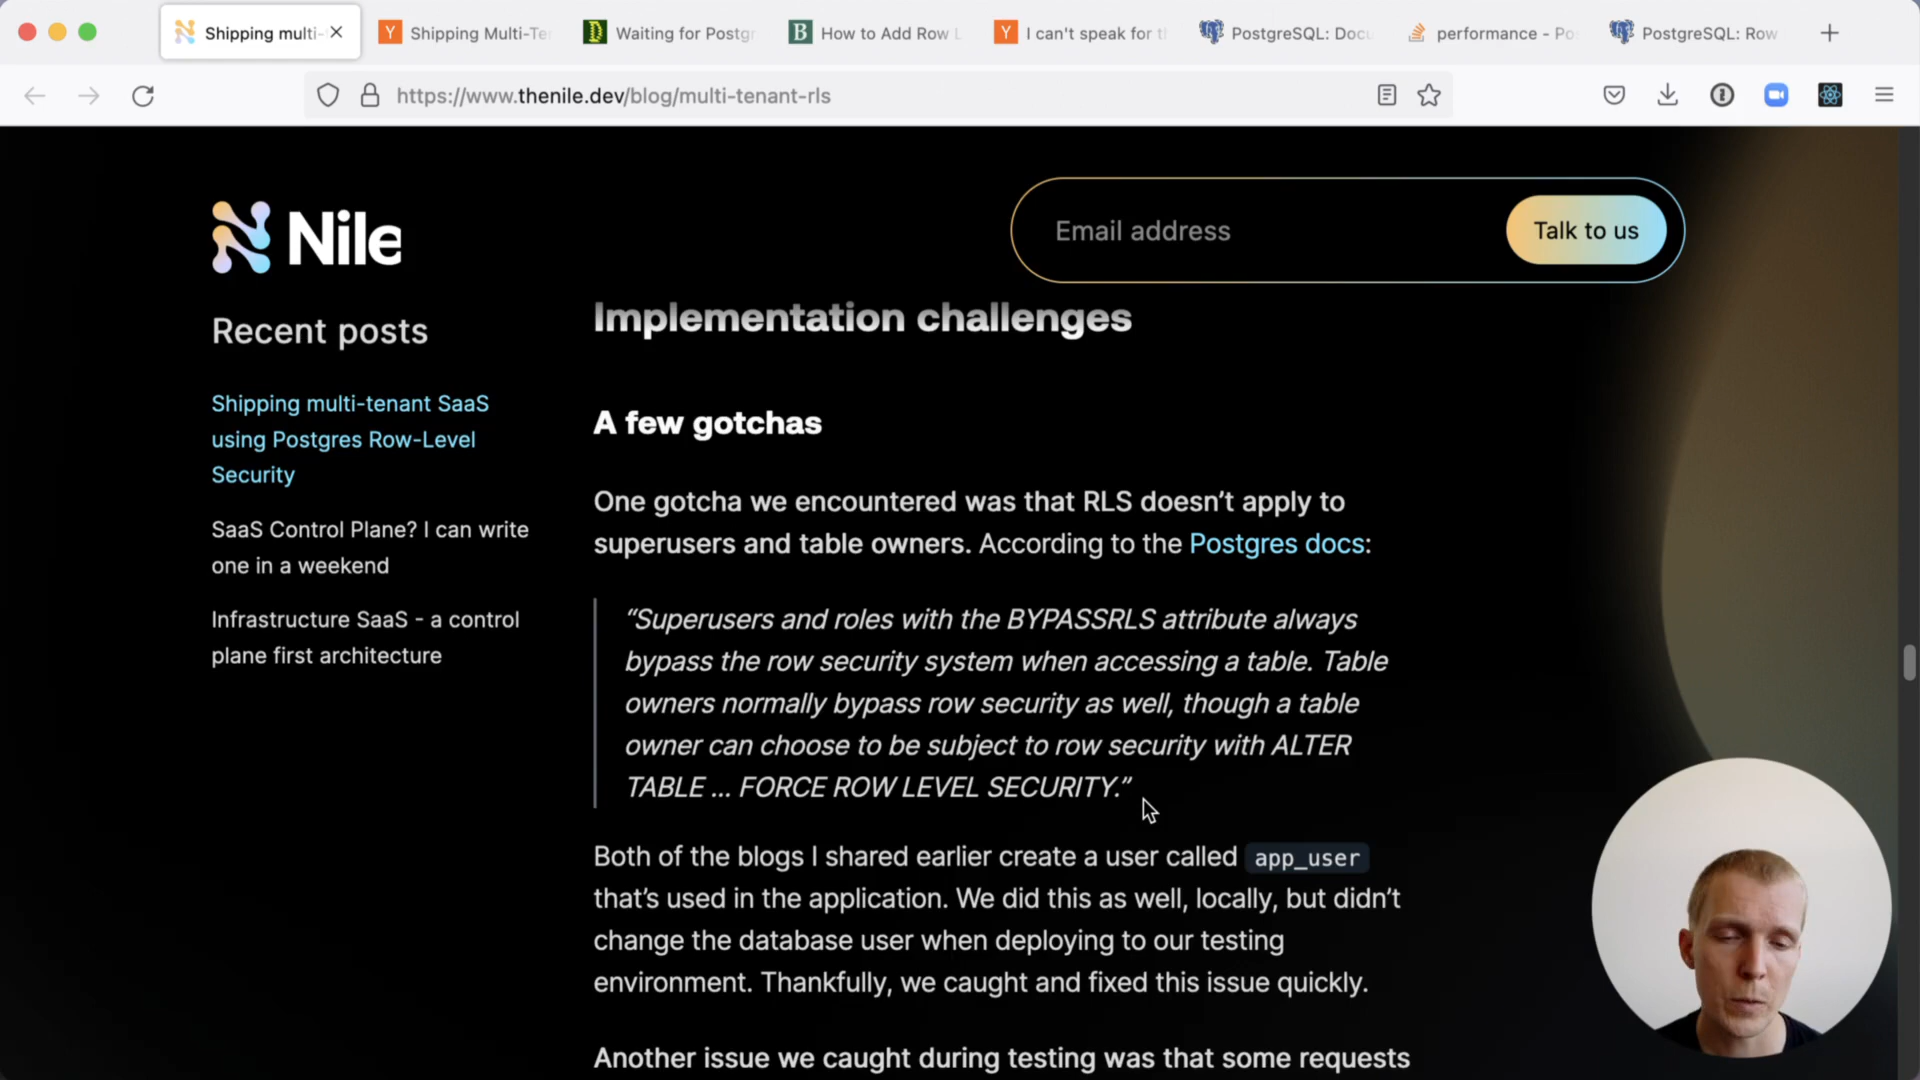 Shipping multi-
Shipping Multi-Te
Waiting for Postgr
How to Add Row L
I can't speak for t
PostgreSQL: Docu
performance - Po
PostgreSQL: Row
https://www.thenile.dev/blog/multi-tenant-rls
Nile
Email address
Talk to us
Recent posts
Shipping multi-tenant SaaS
using Postgres Row-Level
Security
SaaS Control Plane? I can write
one in a weekend
Infrastructure SaaS - a control
plane first architecture
Implementation challenges
A few gotchas
One gotcha we encountered was that RLS doesn’t apply to
superusers and table owners. According to the Postgres docs:
“Superusers and roles with the BYPASSRLS attribute always
bypass the row security system when accessing a table. Table
owners normally bypass row security as well, though a table
owner can choose to be subject to row security with ALTER
TABLE ... FORCE ROW LEVEL SECURITY.”
Both of the blogs I shared earlier create a user called app_user
that’s used in the application. We did this as well, locally, but didn’t
change the database user when deploying to our testing
environment. Thankfully, we caught and fixed this issue quickly.
Another issue we caught during testing was that some requests